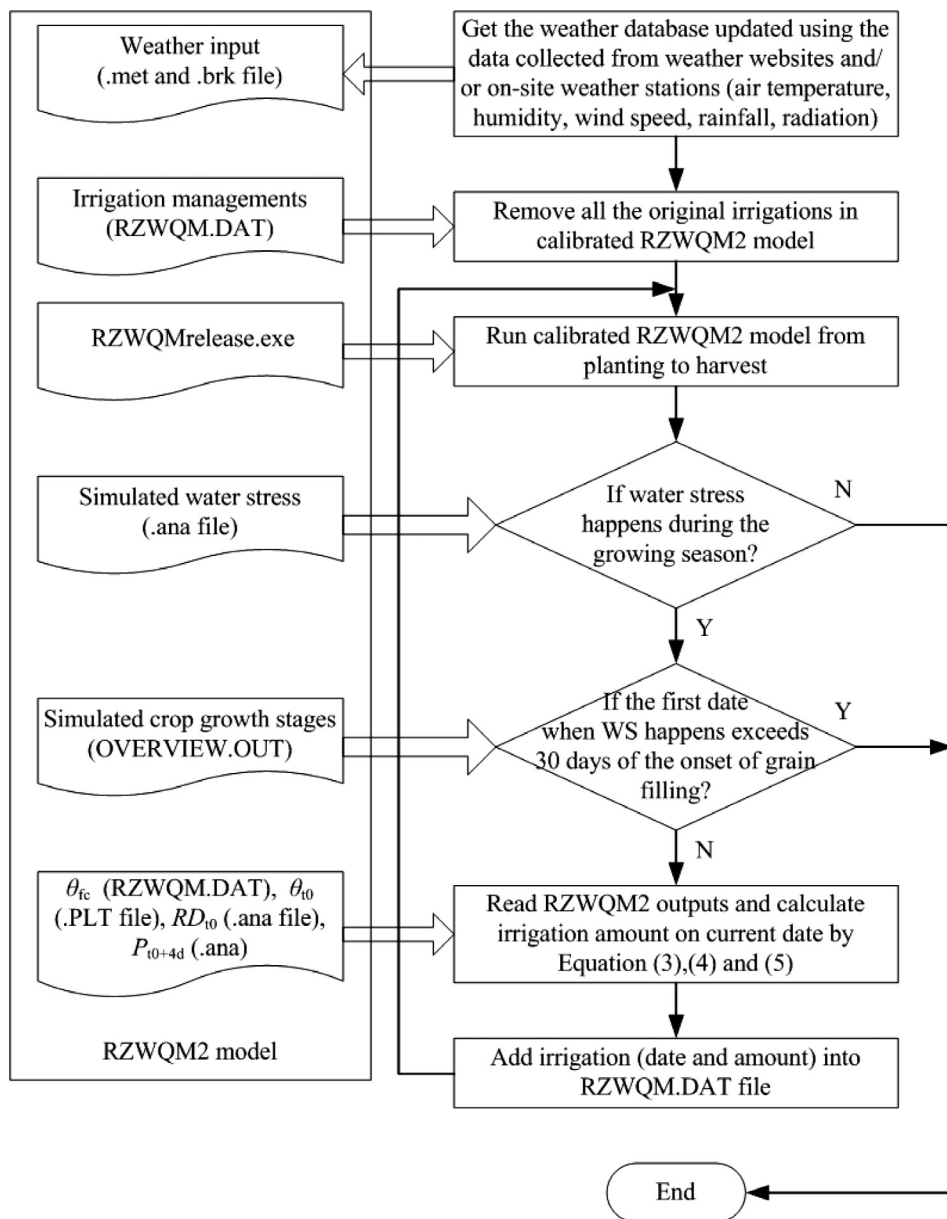 Weather input
(.met and .brk file)
Get the weather database updated using the
data collected from weather websites and/
or on-site weather stations (air temperature,
humidity, wind speed, rainfall, radiation)
Irrigation managements
(RZWQM.DAT)
Remove all the original irrigations in
calibrated RZWQM2 model
RZWQMrelease.exe
Run calibrated RZWQM2 model from
planting to harvest
Simulated water stress
(.ana file)
If water stress
happens during the
growing season?
N
Y
Simulated crop growth stages
(OVERVIEW.OUT)
If the first date
when WS happens exceeds
30 days of the onset of grain
filling?
Y
N
θfc (RZWQM.DAT), θt0
(.PLT file), RDt0 (.ana file),
Pt0+4d (.ana)
Read RZWQM2 outputs and calculate
irrigation amount on current date by
Equation (3),(4) and (5)
RZWQM2 model
Add irrigation (date and amount) into
RZWQM.DAT file
End